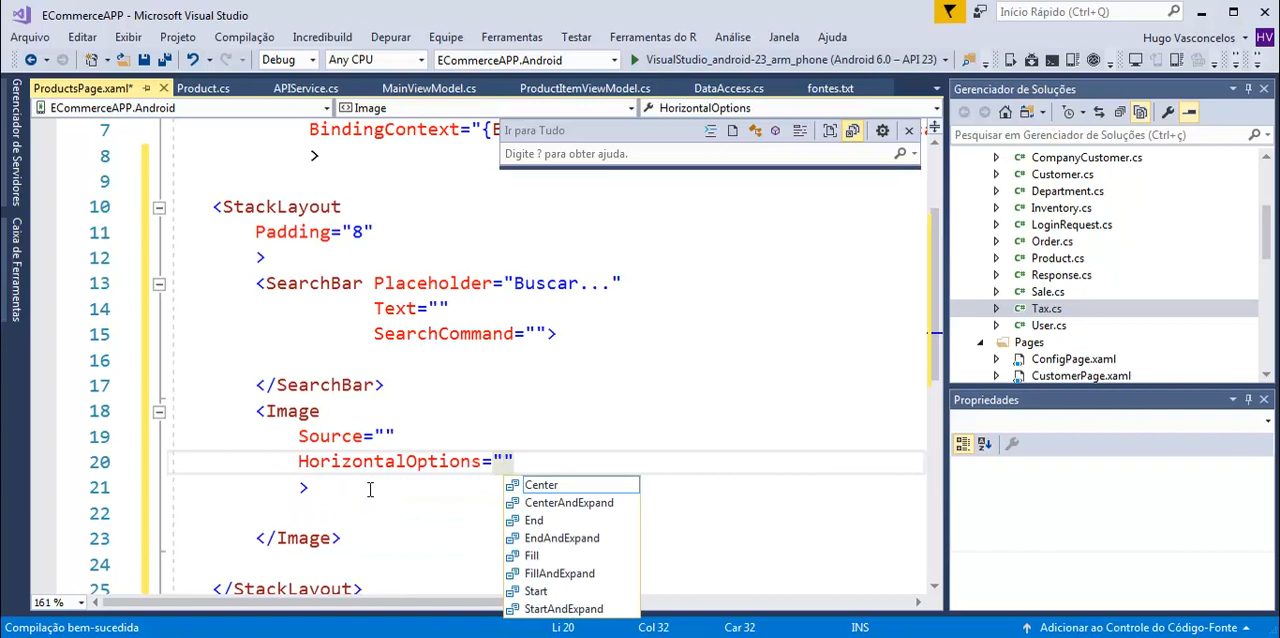 ECommerceAPP - Microsoft Visual Studio
Início Rápido (Ctrl+Q)
Arquivo Editar Exibir Projeto Compilação Incredibuild Depurar Equipe Ferramentas Testar Ferramentas do R Análise Janela Ajuda
Hugo Vasconcelos HV
Debug Any CPU ECommerceAPP.Android VisualStudio_android-23_arm_phone (Android 6.0 – API 23)
ProductsPage.xaml* Product.cs APIService.cs MainViewModel.cs ProductItemViewModel.cs DataAccess.cs fontes.txt
ECommerceAPP.Android Image HorizontalOptions
Gerenciador de Servidores
Caixa de Ferramentas
Ir para Tudo
Digite ? para obter ajuda.
7 BindingContext="{
8 >
9
10 <StackLayout
11 Padding="8"
12 >
13 <SearchBar Placeholder="Buscar..."
14 Text=""
15 SearchCommand="">
16
17 </SearchBar>
18 <Image
19 Source=""
20 HorizontalOptions=""
21 >
22
23 </Image>
24
25 </StackLayout>
Center
CenterAndExpand
End
EndAndExpand
Fill
FillAndExpand
Start
StartAndExpand
161 %
Gerenciador de Soluções
Pesquisar em Gerenciador de Soluções (Ctrl+ç)
CompanyCustomer.cs
Customer.cs
Department.cs
Inventory.cs
LoginRequest.cs
Order.cs
Product.cs
Response.cs
Sale.cs
Tax.cs
User.cs
Pages
ConfigPage.xaml
CustomerPage.xaml
Propriedades
Compilação bem-sucedida Li 20 Col 32 Car 32 INS Adicionar ao Controle do Código-Fonte